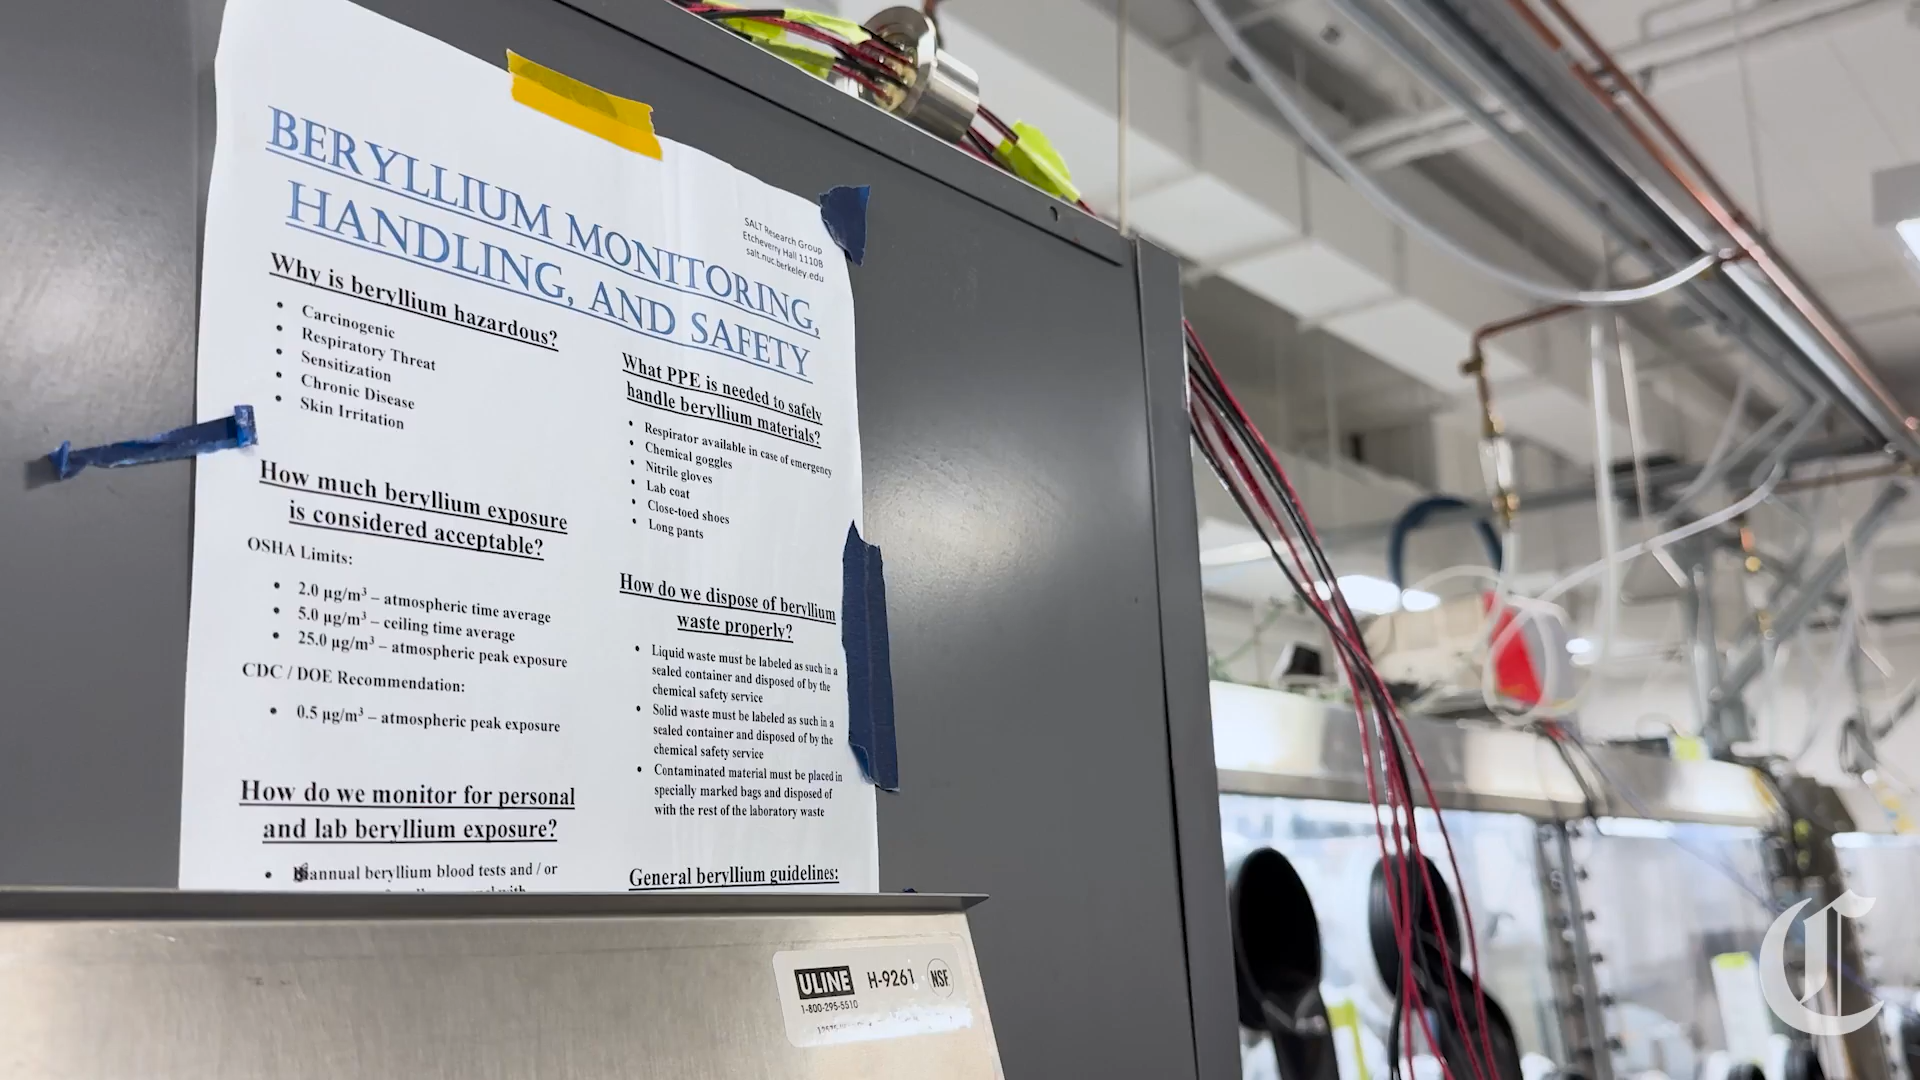 BERYLLIUM MONITORING,
HANDLING, AND SAFETY
SALT Research Group
Etcheverry Hall 1110B
salt.nuc.berkeley.edu
Why is beryllium hazardous?
• Carcinogenic
• Respiratory Threat
• Sensitization
• Chronic Disease
• Skin Irritation
How much beryllium exposure
is considered acceptable?
OSHA Limits:
• 2.0 µg/m³ – atmospheric time average
• 5.0 µg/m³ – ceiling time average
• 25.0 µg/m³ – atmospheric peak exposure
CDC / DOE Recommendation:
• 0.5 µg/m³ – atmospheric peak exposure
How do we monitor for personal
and lab beryllium exposure?
• annual beryllium blood tests and / or
with
What PPE is needed to safely
handle beryllium materials?
• Respirator available in case of emergency
• Chemical goggles
• Nitrile gloves
• Lab coat
• Close-toed shoes
• Long pants
How do we dispose of beryllium
waste properly?
• Liquid waste must be labeled as such in a
sealed container and disposed of by the
chemical safety service
• Solid waste must be labeled as such in a
sealed container and disposed of by the
chemical safety service
• Contaminated material must be placed in
specially marked bags and disposed of
with the rest of the laboratory waste
General beryllium guidelines:
ULINE H-9261 NSF
1-800-295-5510
C